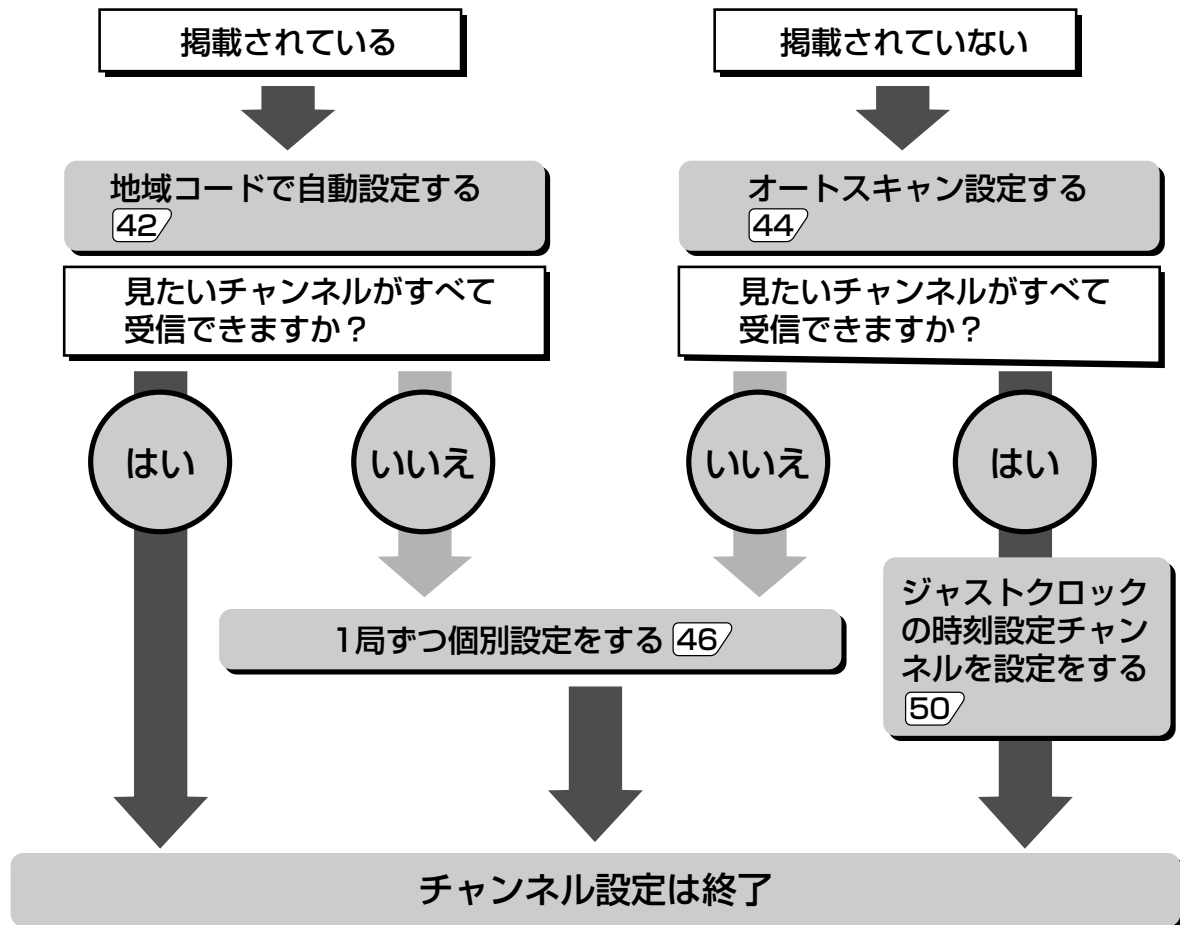 掲載されている
掲載されていない
地域コードで自動設定する
42
オートスキャン設定する
44
見たいチャンネルがすべて
受信できますか？
見たいチャンネルがすべて
受信できますか？
はい
いいえ
いいえ
はい
1局ずつ個別設定をする 46
ジャストクロック
の時刻設定チャン
ネルを設定をする
50
チャンネル設定は終了